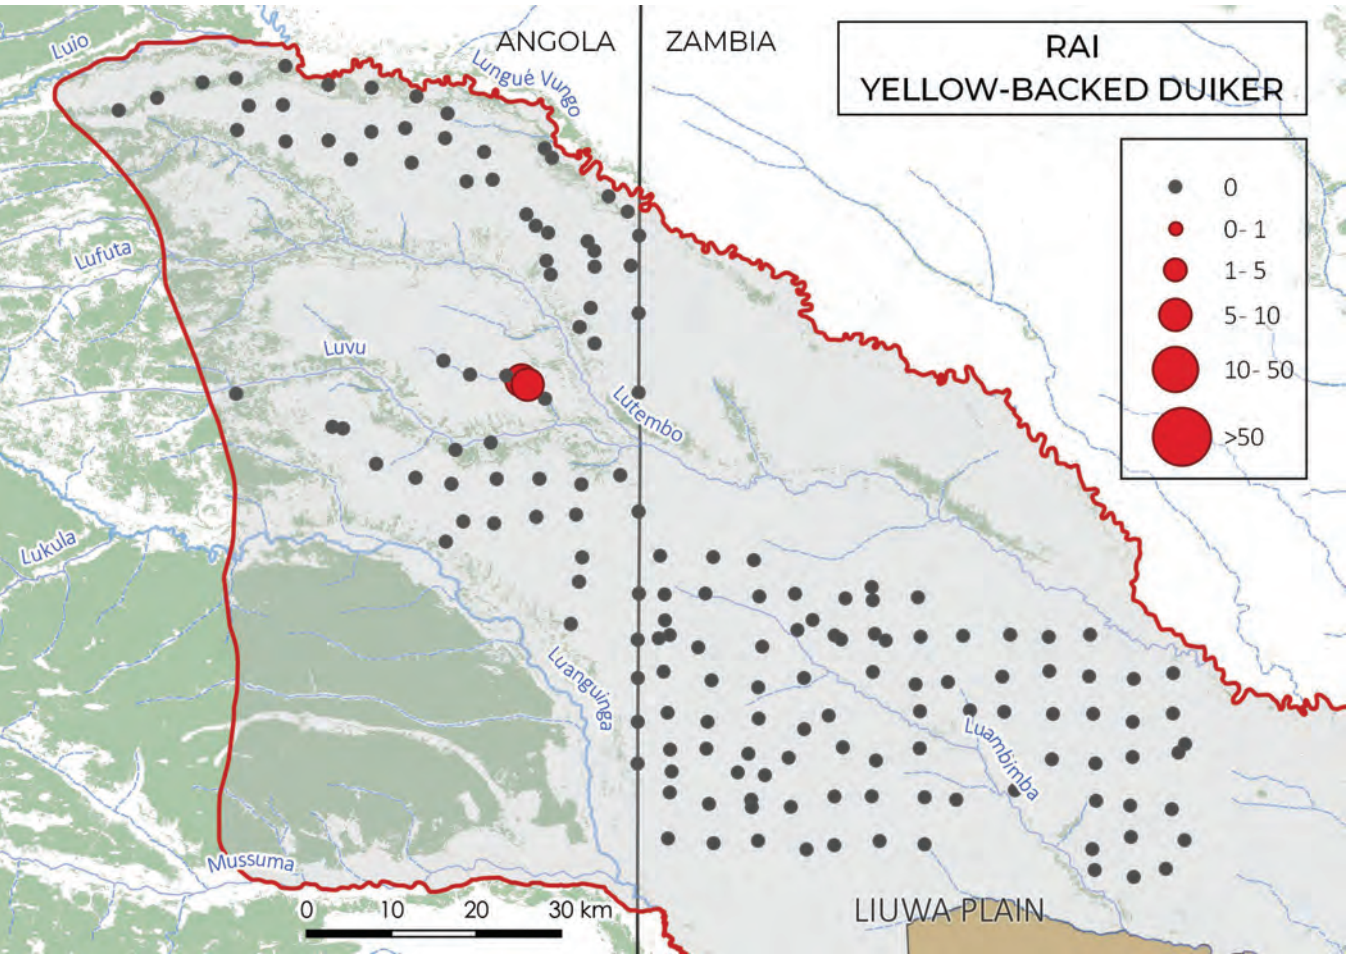 ANGOLA
ZAMBIA
RAI
YELLOW-BACKED DUIKER
Luio
Lungué Vungo
0
0- 1
1- 5
5- 10
10- 50
>50
Lufuta
Luvu
Lutembo
Lukula
Luanguinga
Luambimba
Mussuma
0 10 20 30 km
LIUWA PLAIN